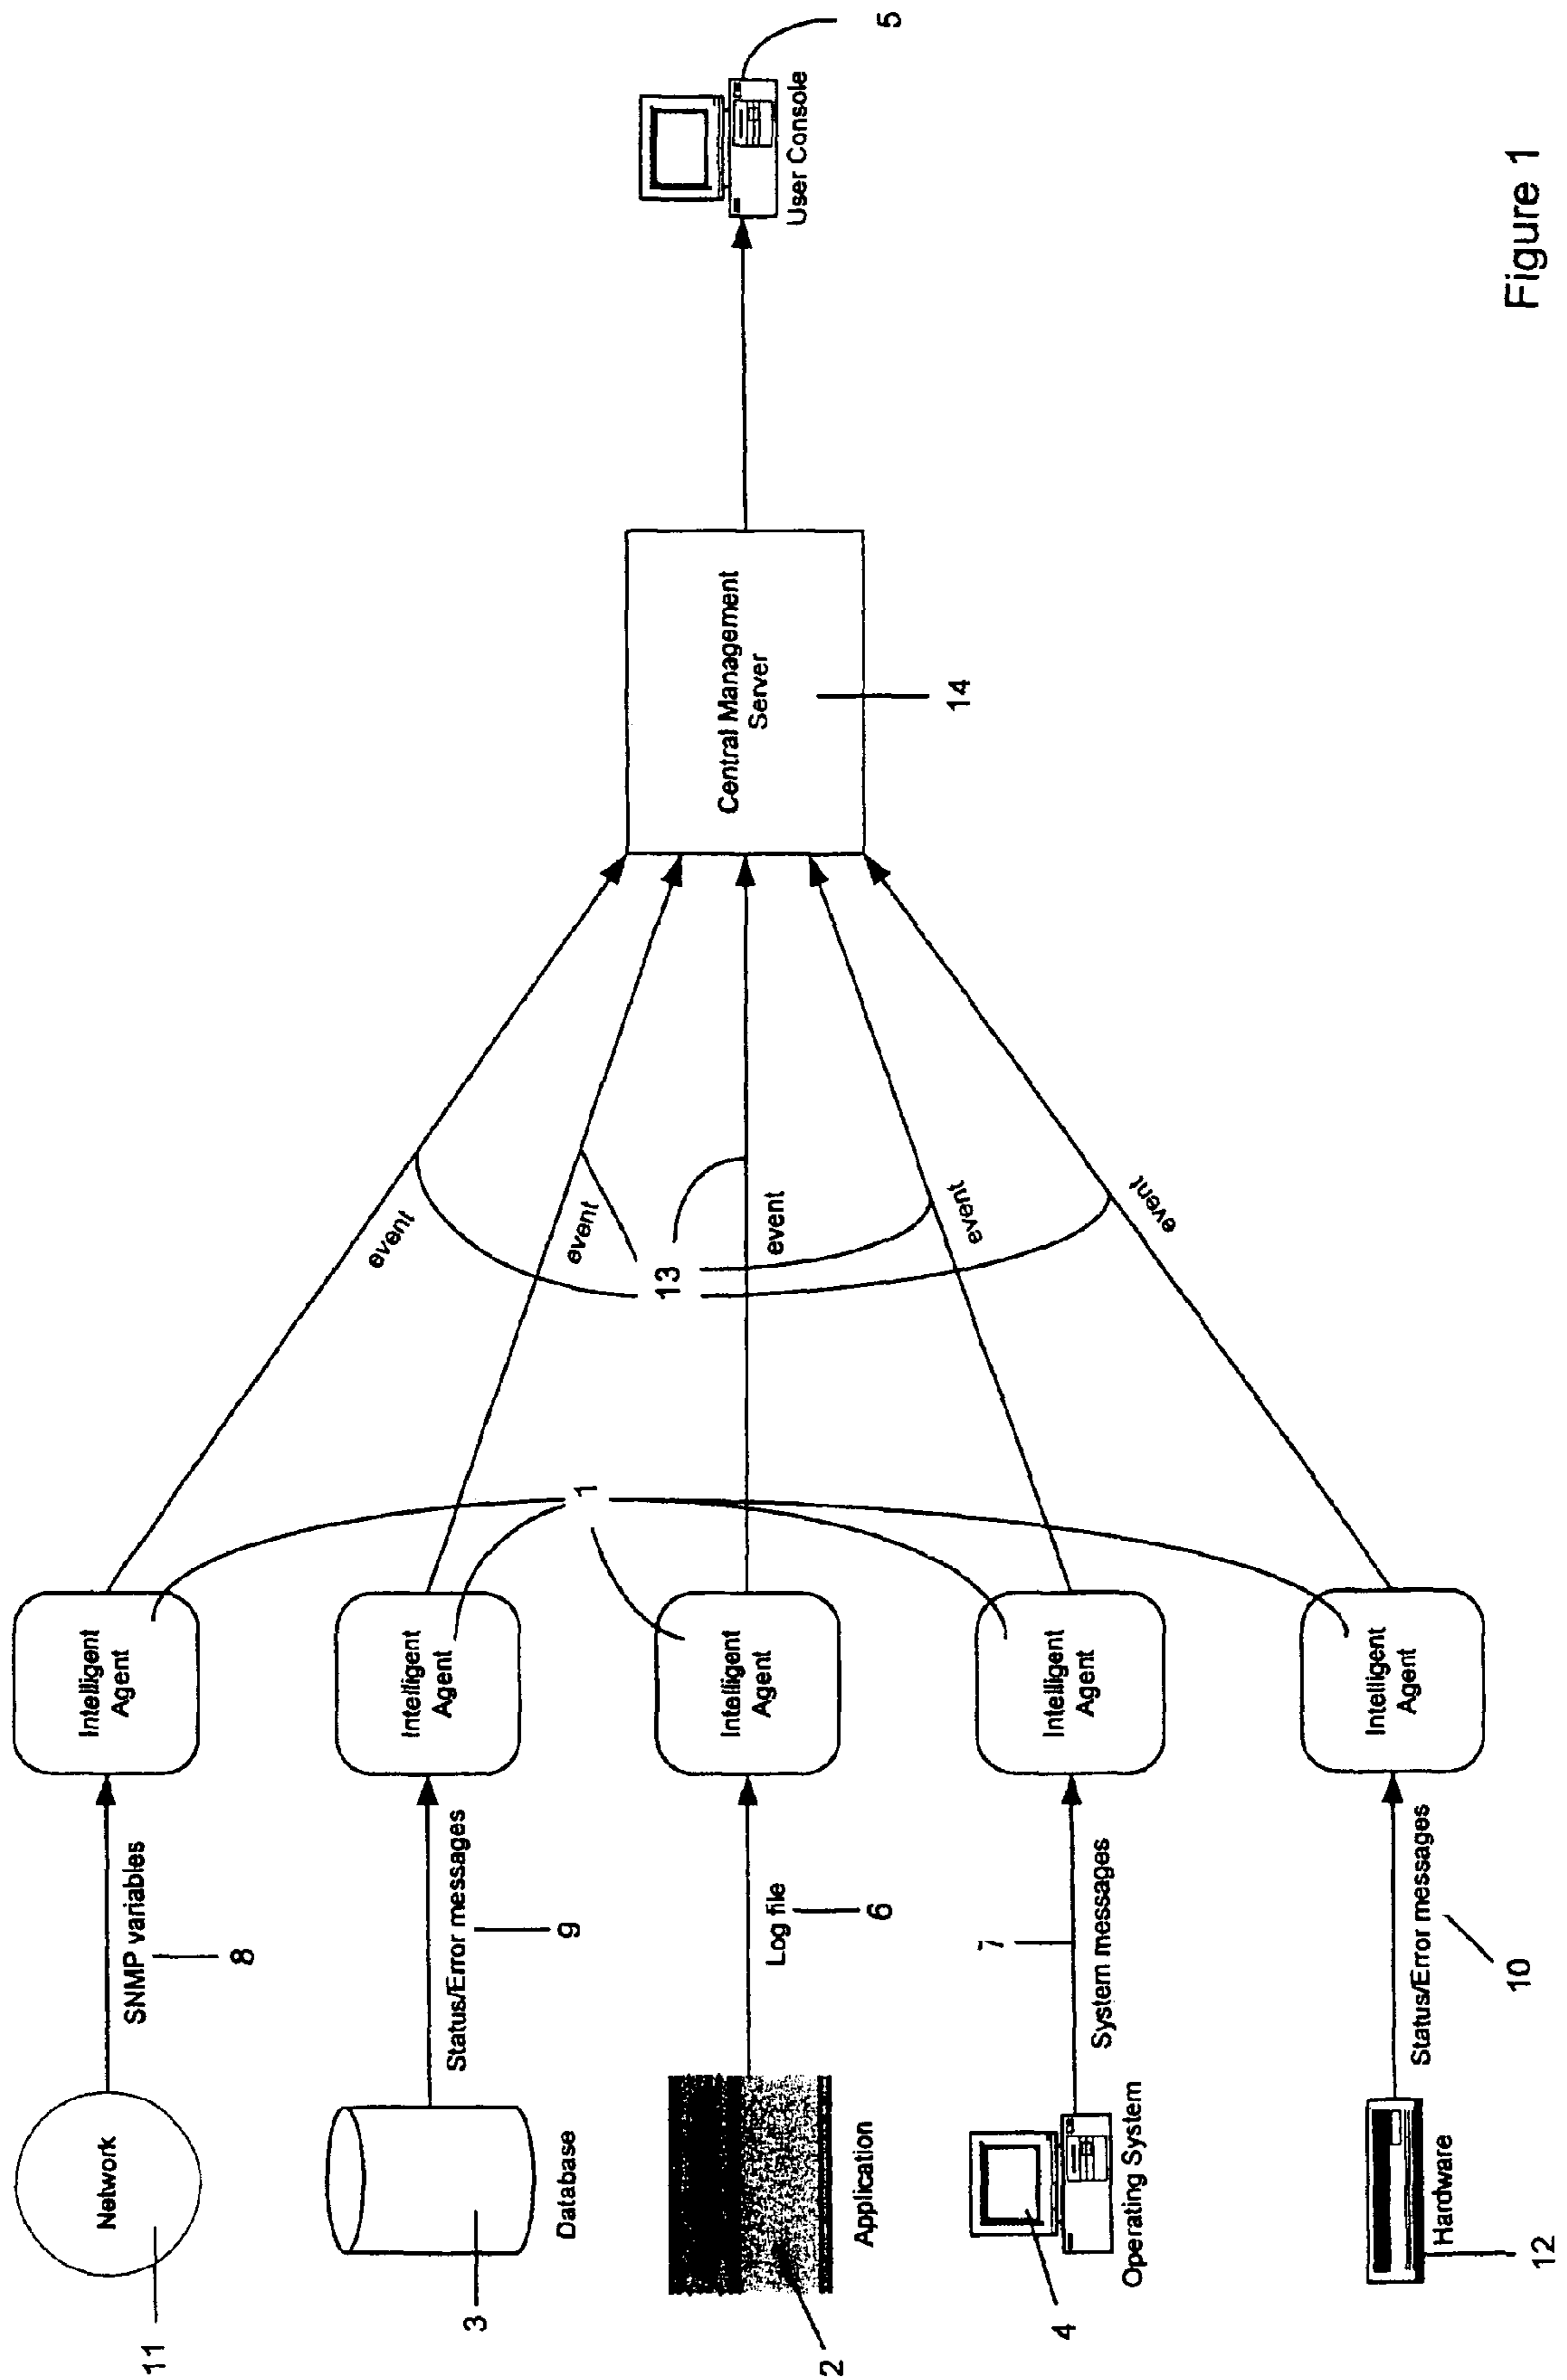 Network
11
SNMP variables
8
Intelligent
Agent
event
Database
3
Status/Error messages
9
Intelligent
Agent
event
1
13
Application
2
Log file
6
Intelligent
Agent
event
Central Management
Server
14
User Console
5
Operating System
4
System messages
7
Intelligent
Agent
event
Hardware
12
Status/Error messages
10
Intelligent
Agent
event
Figure 1